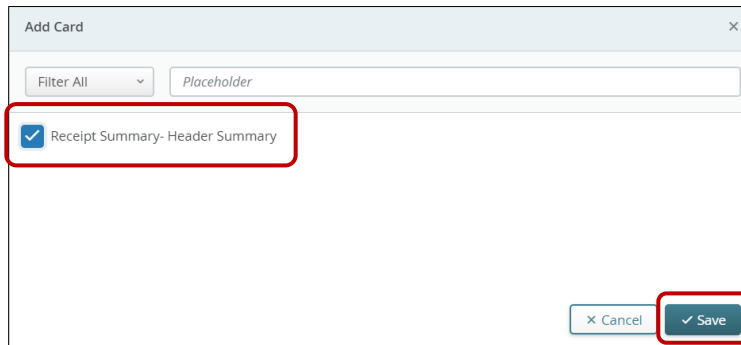 Add Card
Filter All
Placeholder
Receipt Summary- Header Summary
Cancel
Save